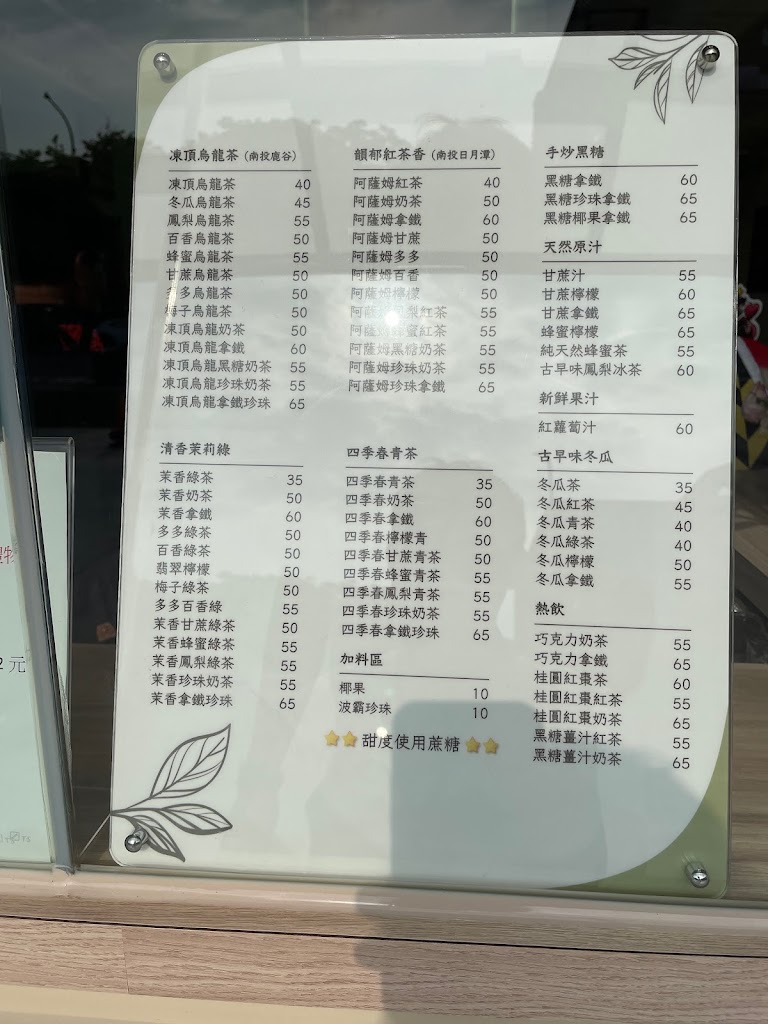 凍頂烏龍茶（南投鹿谷）
凍頂烏龍茶 40
冬瓜烏龍茶 45
鳳梨烏龍茶 55
百香烏龍茶 50
蜂蜜烏龍茶 55
甘蔗烏龍茶 50
多多烏龍茶 50
梅子烏龍茶 50
凍頂烏龍奶茶 50
凍頂烏龍拿鐵 60
凍頂烏龍黑糖奶茶 55
凍頂烏龍珍珠奶茶 55
凍頂烏龍拿鐵珍珠 65
清香茉莉綠
茉香綠茶 35
茉香奶茶 50
茉香拿鐵 60
多多綠茶 50
百香綠茶 50
翡翠檸檬 50
梅子綠茶 50
多多百香綠 55
茉香甘蔗綠茶 50
茉香蜂蜜綠茶 55
茉香鳳梨綠茶 55
茉香珍珠奶茶 55
茉香拿鐵珍珠 65
韻郁紅茶香（南投日月潭）
阿薩姆紅茶 40
阿薩姆奶茶 50
阿薩姆拿鐵 60
阿薩姆甘蔗 50
阿薩姆多多 50
阿薩姆百香 50
阿薩姆檸檬 50
阿薩姆鳳梨紅茶 55
阿薩姆蜂蜜紅茶 55
阿薩姆黑糖奶茶 55
阿薩姆珍珠奶茶 55
阿薩姆珍珠拿鐵 65
四季春青茶
四季春青茶 35
四季春奶茶 50
四季春拿鐵 60
四季春檸檬青 50
四季春甘蔗青茶 50
四季春蜂蜜青茶 55
四季春鳳梨青茶 55
四季春珍珠奶茶 55
四季春拿鐵珍珠 65
加料區
椰果 10
波霸珍珠 10
甜度使用蔗糖
手炒黑糖
黑糖拿鐵 60
黑糖珍珠拿鐵 65
黑糖椰果拿鐵 65
天然原汁
甘蔗汁 55
甘蔗檸檬 60
甘蔗拿鐵 65
蜂蜜檸檬 65
純天然蜂蜜茶 55
古早味鳳梨冰茶 60
新鮮果汁
紅蘿蔔汁 60
古早味冬瓜
冬瓜茶 35
冬瓜紅茶 45
冬瓜青茶 40
冬瓜綠茶 40
冬瓜檸檬 50
冬瓜拿鐵 55
熱飲
巧克力奶茶 55
巧克力拿鐵 65
桂圓紅棗茶 60
桂圓紅棗紅茶 55
桂圓紅棗奶茶 65
黑糖薑汁紅茶 55
黑糖薑汁奶茶 65
2 元